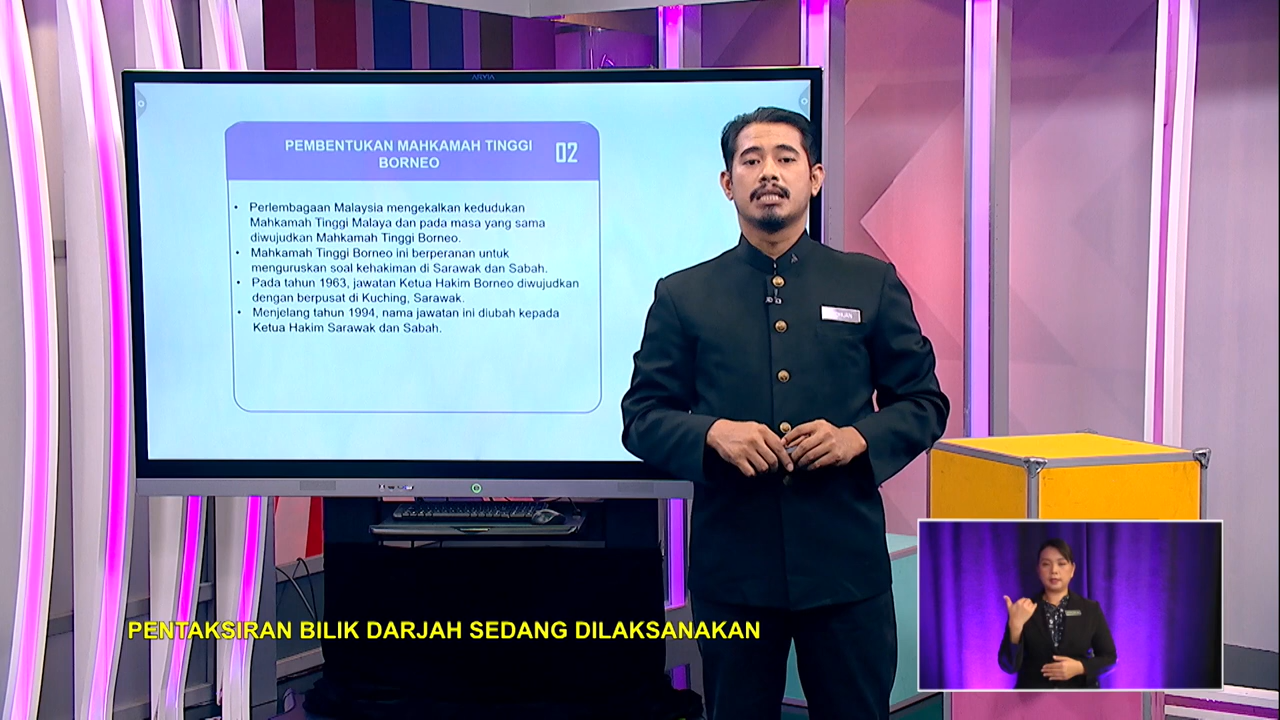 ARVIA
PEMBENTUKAN MAHKAMAH TINGGI
BORNEO
02
• Perlembagaan Malaysia mengekalkan kedudukan
Mahkamah Tinggi Malaya dan pada masa yang sama
diwujudkan Mahkamah Tinggi Borneo.
• Mahkamah Tinggi Borneo ini berperanan untuk
menguruskan soal kehakiman di Sarawak dan Sabah.
• Pada tahun 1963, jawatan Ketua Hakim Borneo diwujudkan
dengan berpusat di Kuching, Sarawak.
• Menjelang tahun 1994, nama jawatan ini diubah kepada
Ketua Hakim Sarawak dan Sabah.
PENTAKSIRAN BILIK DARJAH SEDANG DILAKSANAKAN